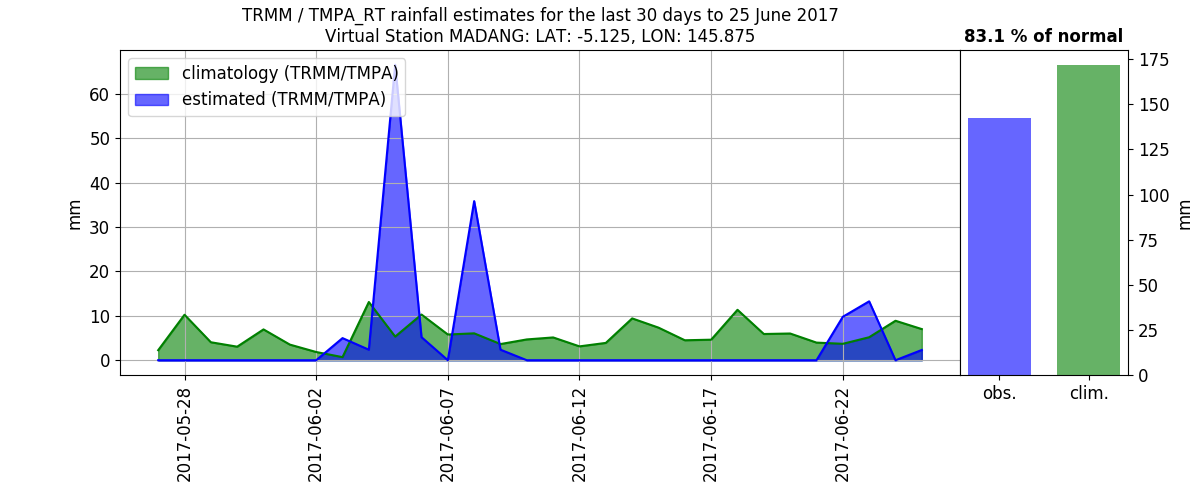 TRMM / TMPA_RT rainfall estimates for the last 30 days to 25 June 2017
Virtual Station MADANG: LAT: -5.125, LON: 145.875
83.1 % of normal
climatology (TRMM/TMPA)
estimated (TRMM/TMPA)
60
50
40
30
20
10
0
mm
2017-05-28
2017-06-02
2017-06-07
2017-06-12
2017-06-17
2017-06-22
175
150
125
100
75
50
25
0
mm
obs.
clim.